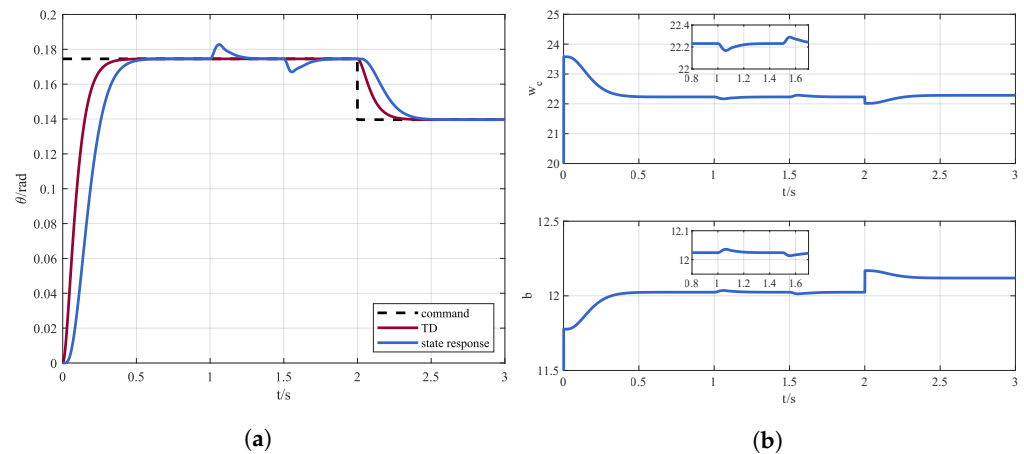 0.2
0.18
0.16
0.14
0.12
0.1
0.08
0.06
0.04
0.02
0
θ/rad
command
TD
state response
0 0.5 1 1.5 2 2.5 3
t/s
(a)
25
24
23
22
21
20
w_c
22.4
22.2
22
0.8 1 1.2 1.4 1.6
0 0.5 1 1.5 2 2.5 3
t/s
12.5
12
11.5
b
12.1
12
0.8 1 1.2 1.4 1.6
0 0.5 1 1.5 2 2.5 3
t/s
(b)